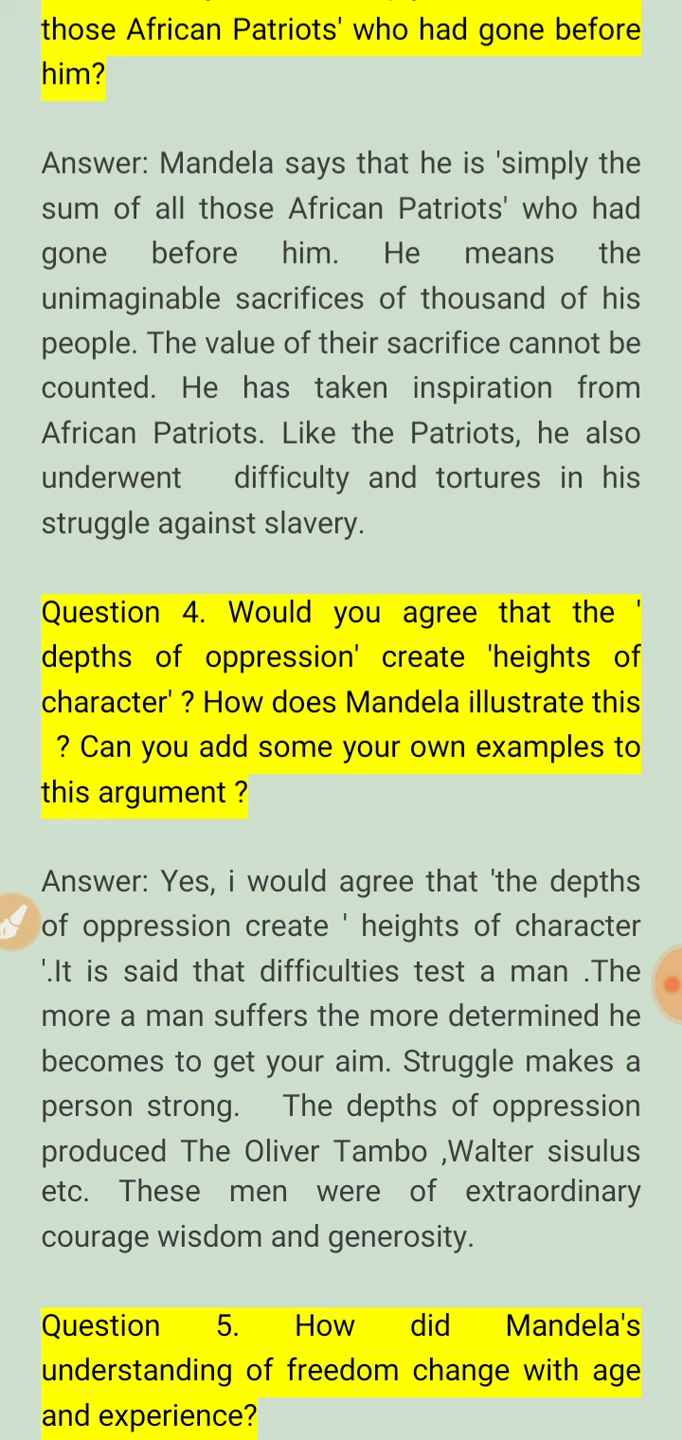 those African Patriots' who had gone before
him?
Answer: Mandela says that he is 'simply the
sum of all those African Patriots' who had
gone before him. He means the
unimaginable sacrifices of thousand of his
people. The value of their sacrifice cannot be
counted. He has taken inspiration from
African Patriots. Like the Patriots, he also
underwent difficulty and tortures in his
struggle against slavery.
Question 4. Would you agree that the '
depths of oppression' create 'heights of
character' ? How does Mandela illustrate this
? Can you add some your own examples to
this argument ?
Answer: Yes, i would agree that 'the depths
of oppression create ' heights of character
'.It is said that difficulties test a man .The
more a man suffers the more determined he
becomes to get your aim. Struggle makes a
person strong. The depths of oppression
produced The Oliver Tambo ,Walter sisulus
etc. These men were of extraordinary
courage wisdom and generosity.
Question 5. How did Mandela's
understanding of freedom change with age
and experience?